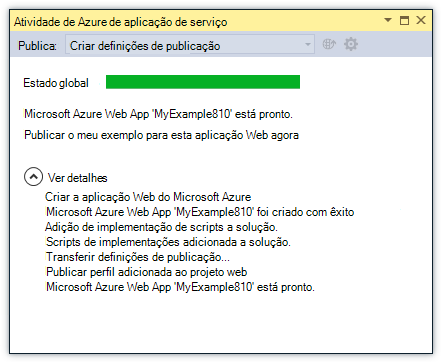 Atividade de Azure de aplicação de serviço
Publica: Criar definições de publicação
Estado global
Microsoft Azure Web App 'MyExample810' está pronto.
Publicar o meu exemplo para esta aplicação Web agora
Ver detalhes
Criar a aplicação Web do Microsoft Azure
Microsoft Azure Web App 'MyExample810' foi criado com êxito
Adição de implementação de scripts a solução.
Scripts de implementações adicionada a solução.
Transferir definições de publicação...
Publicar perfil adicionada ao projeto web
Microsoft Azure Web App 'MyExample810' está pronto.